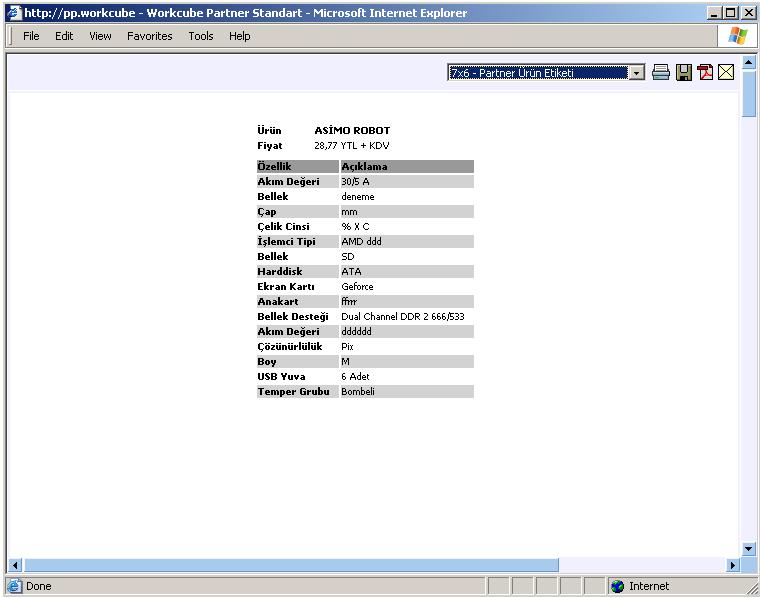 http://pp.workcube - Workcube Partner Standart - Microsoft Internet Explorer
File Edit View Favorites Tools Help
7x6 - Partner Ürün Etiketi
Ürün ASİMO ROBOT
Fiyat 28,77 YTL + KDV
Özellik Açıklama
Akım Değeri 30/5 A
Bellek deneme
Çap mm
Çelik Cinsi % X C
İşlemci Tipi AMD ddd
Bellek SD
Harddisk ATA
Ekran Kartı Geforce
Anakart ffrrr
Bellek Desteği Dual Channel DDR 2 666/533
Akım Değeri dddddd
Çözünürlülük Pix
Boy M
USB Yuva 6 Adet
Temper Grubu Bombeli
Done Internet